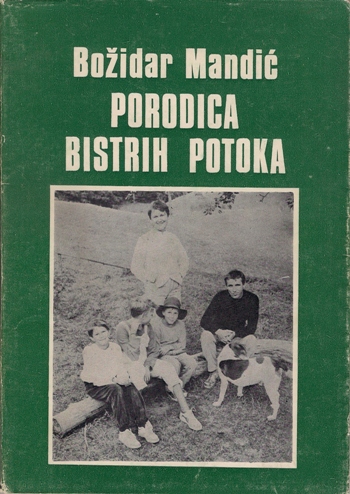 Božidar Mandić
PORODICA
BISTRIH POTOKA